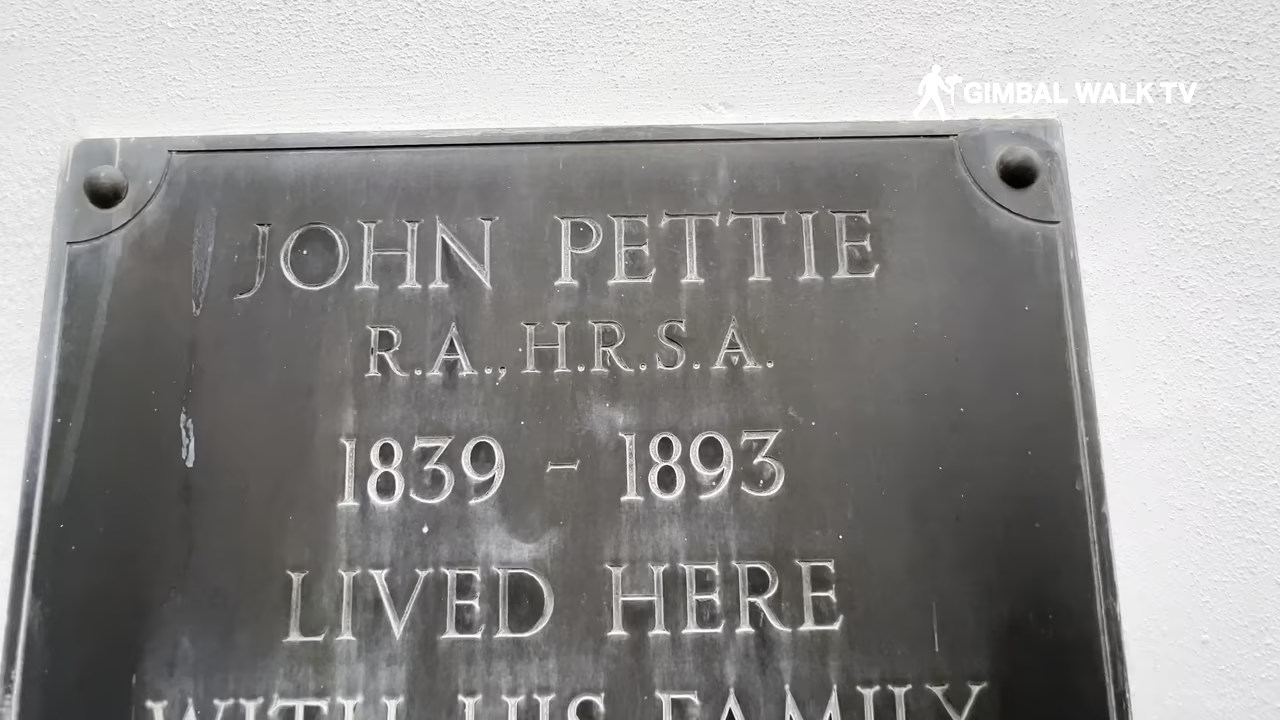 GIMBAL WALK TV
JOHN PETTIE
R.A., H.R.S.A.
1839 - 1893
LIVED HERE
WITH HIS FAMILY